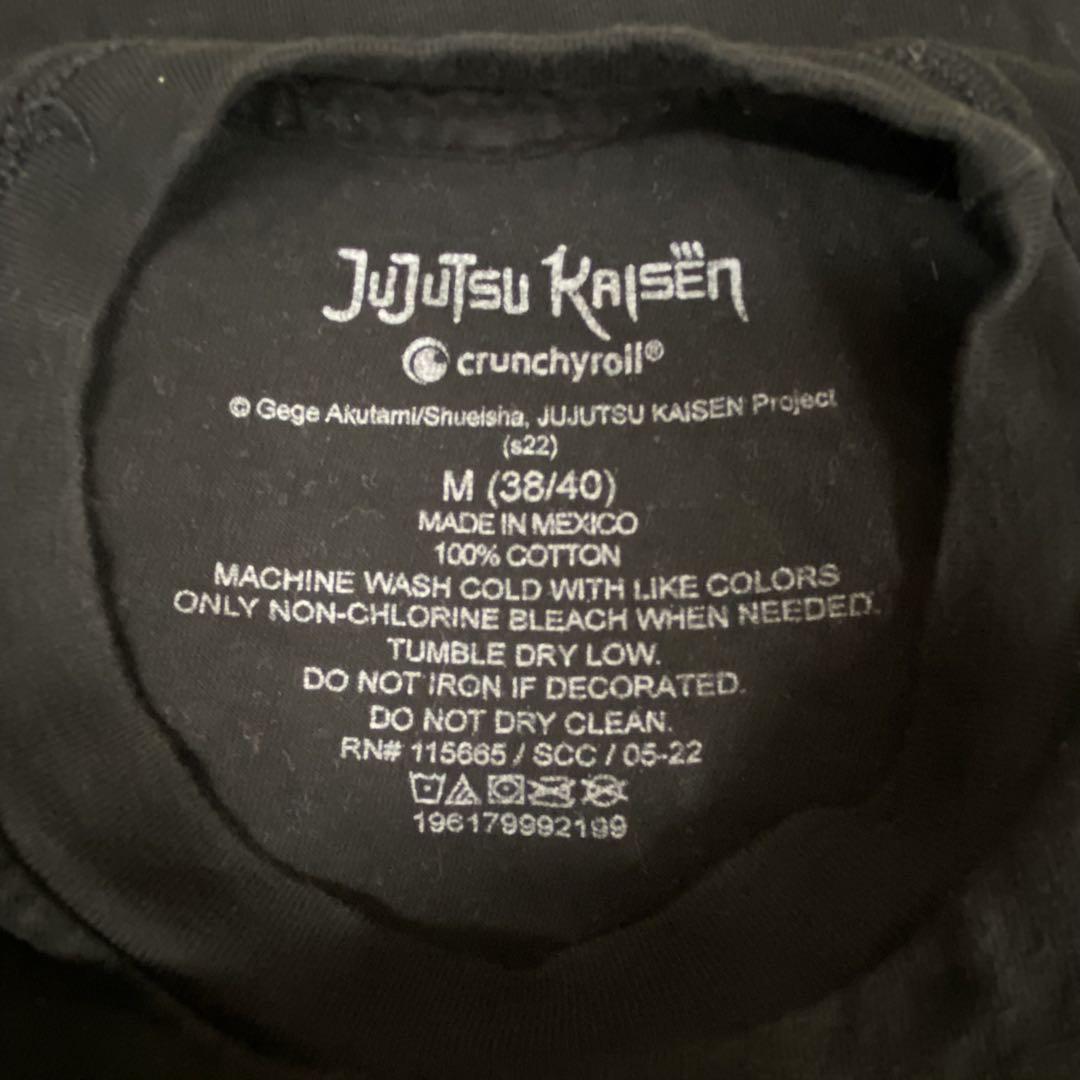 JUJUTSU KAISEN
crunchyroll®
© Gege Akutami/Shueisha, JUJUTSU KAISEN Project
(s22)
M (38/40)
MADE IN MEXICO
100% COTTON
MACHINE WASH COLD WITH LIKE COLORS
ONLY NON-CHLORINE BLEACH WHEN NEEDED.
TUMBLE DRY LOW.
DO NOT IRON IF DECORATED.
DO NOT DRY CLEAN.
RN# 115665 / SCC / 05-22
196179992199